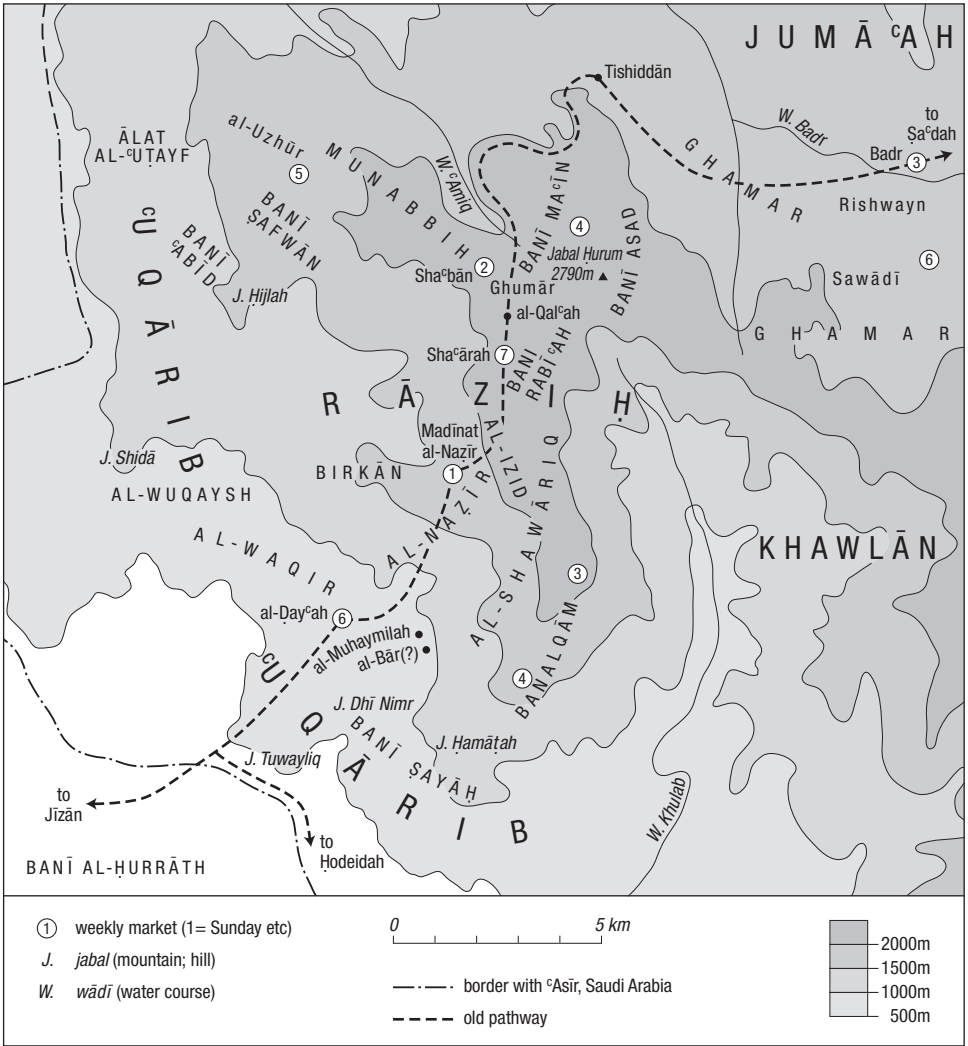 JUMĀᶜAH
Tishiddān
to
Ṣaᶜdah
W. Badr
Badr
3
GHAMAR
Rishwayn
ĀLAT
AL-ᶜUṬAYF
al-Uzhūr
5
MUNABBIH
W. ᶜAmiq
BANĪ MAᶜĪN
4
Jabal Ḥurum
2790m
BANĪ ASAD
6
Sawādī
GHAMAR
ᶜUQĀRIB
BANĪ
ᶜABĪD
BANĪ
ṢAFWĀN
J. Ḥijlah
Shaᶜbān
2
Ghumār
al-Qalᶜah
Shaᶜārah
7
BANĪ
RABĪᶜAH
RĀZIḤ
Madīnat
al-Naẓīr
1
BIRKĀN
AL-IZID
AL-NAẒĪR
AL-SHAWĀRIQ
J. Shidā
AL-WUQAYSH
AL-WAQIR
KHAWLĀN
3
al-Dayᶜah
6
al-Muhaymilah
al-Bār(?)
4
BANALQĀM
ᶜUQĀRIB
J. Dhī Nimr
BANĪ ṢAYĀḤ
J. Ḥamāṭah
J. Tuwayliq
W. Khulab
to
Jīzān
to
Ḥodeidah
BANĪ AL-ḤURRĀTH
1 weekly market (1= Sunday etc)
J. jabal (mountain; hill)
W. wādī (water course)
0 5 km
border with ᶜAsīr, Saudi Arabia
old pathway
2000m
1500m
1000m
500m